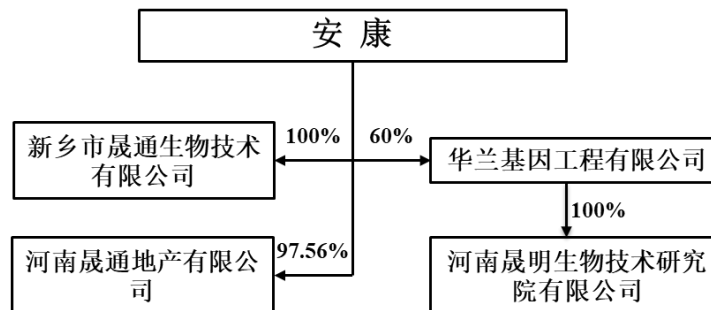 安 康
新乡市晟通生物技术
有限公司
100%
60%
华兰基因工程有限公司
100%
河南晟通地产有限公
司
97.56%
河南晟明生物技术研究
院有限公司